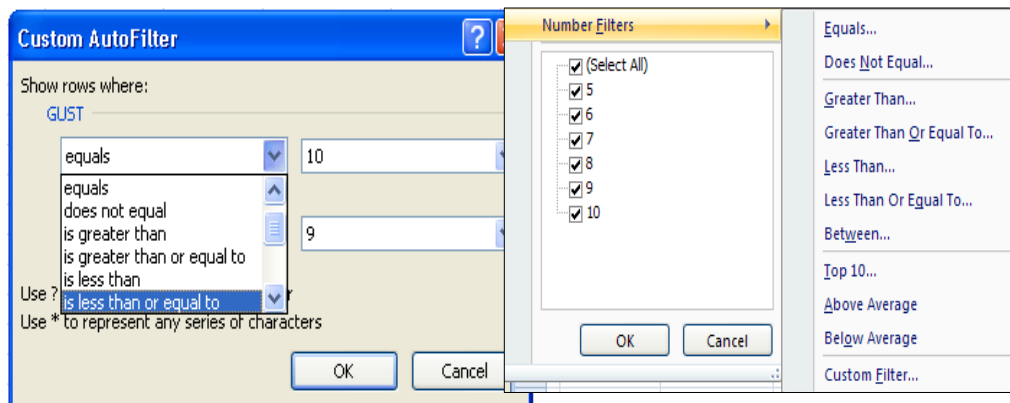 Custom AutoFilter
?
Show rows where:
GUST
equals
10
equals
does not equal
is greater than
is greater than or equal to
is less than
is less than or equal to
9
Use ?
r
Use * to represent any series of characters
OK
Cancel
Number Filters
(Select All)
5
6
7
8
9
10
OK
Cancel
Equals...
Does Not Equal...
Greater Than...
Greater Than Or Equal To...
Less Than...
Less Than Or Equal To...
Between...
Top 10...
Above Average
Below Average
Custom Filter...